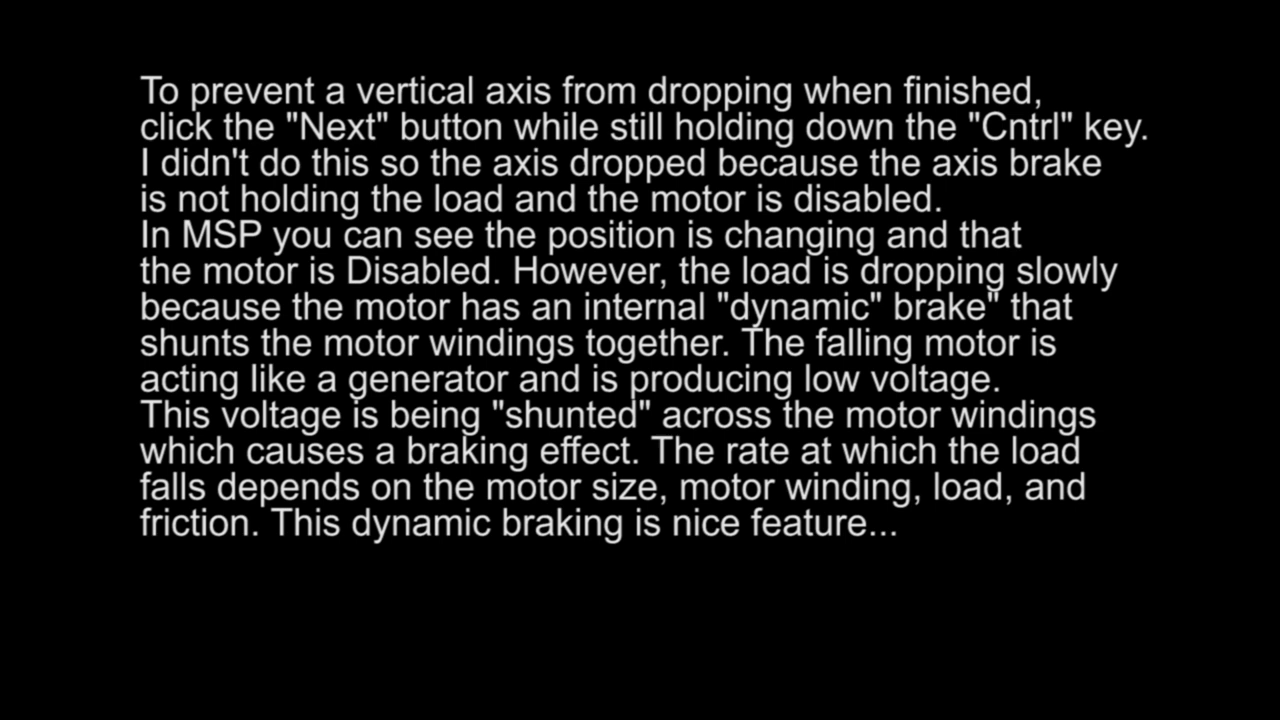 To prevent a vertical axis from dropping when finished,
click the "Next" button while still holding down the "Cntrl" key.
I didn't do this so the axis dropped because the axis brake
is not holding the load and the motor is disabled.
In MSP you can see the position is changing and that
the motor is Disabled. However, the load is dropping slowly
because the motor has an internal "dynamic" brake" that
shunts the motor windings together. The falling motor is
acting like a generator and is producing low voltage.
This voltage is being "shunted" across the motor windings
which causes a braking effect. The rate at which the load
falls depends on the motor size, motor winding, load, and
friction. This dynamic braking is nice feature...